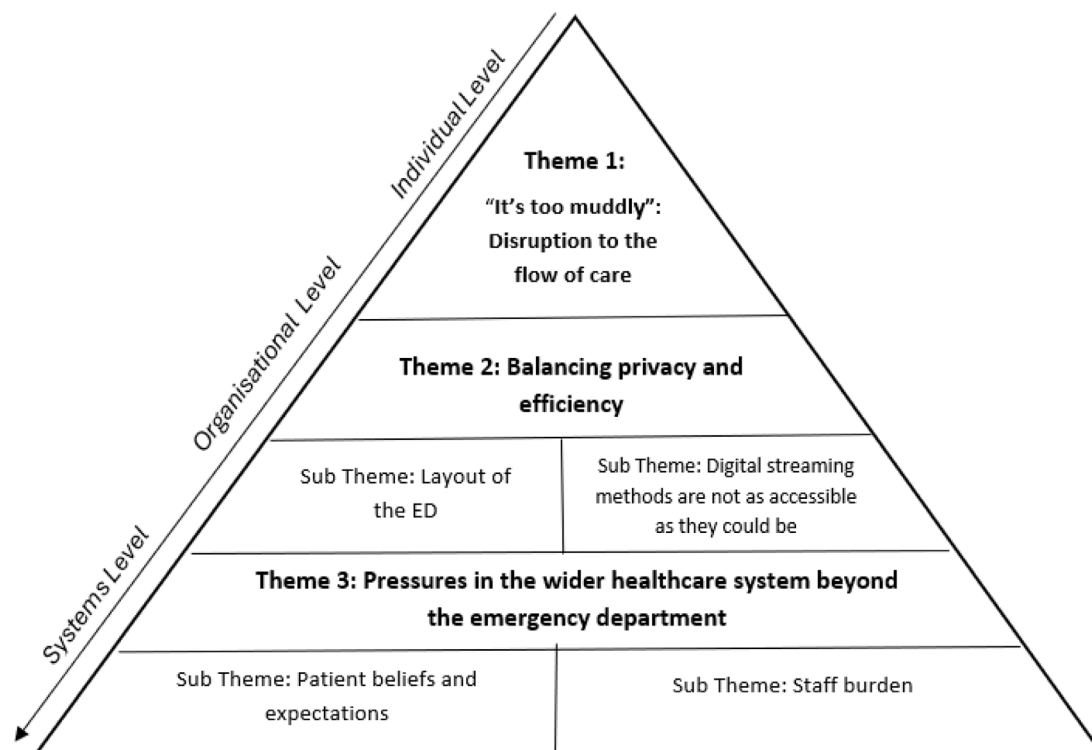 Individual Level
Organisational Level
Systems Level
Theme 1:
“It’s too muddly”:
Disruption to the
flow of care
Theme 2: Balancing privacy and
efficiency
Sub Theme: Layout of
the ED
Sub Theme: Digital streaming
methods are not as accessible
as they could be
Theme 3: Pressures in the wider healthcare system beyond
the emergency department
Sub Theme: Patient beliefs and
expectations
Sub Theme: Staff burden